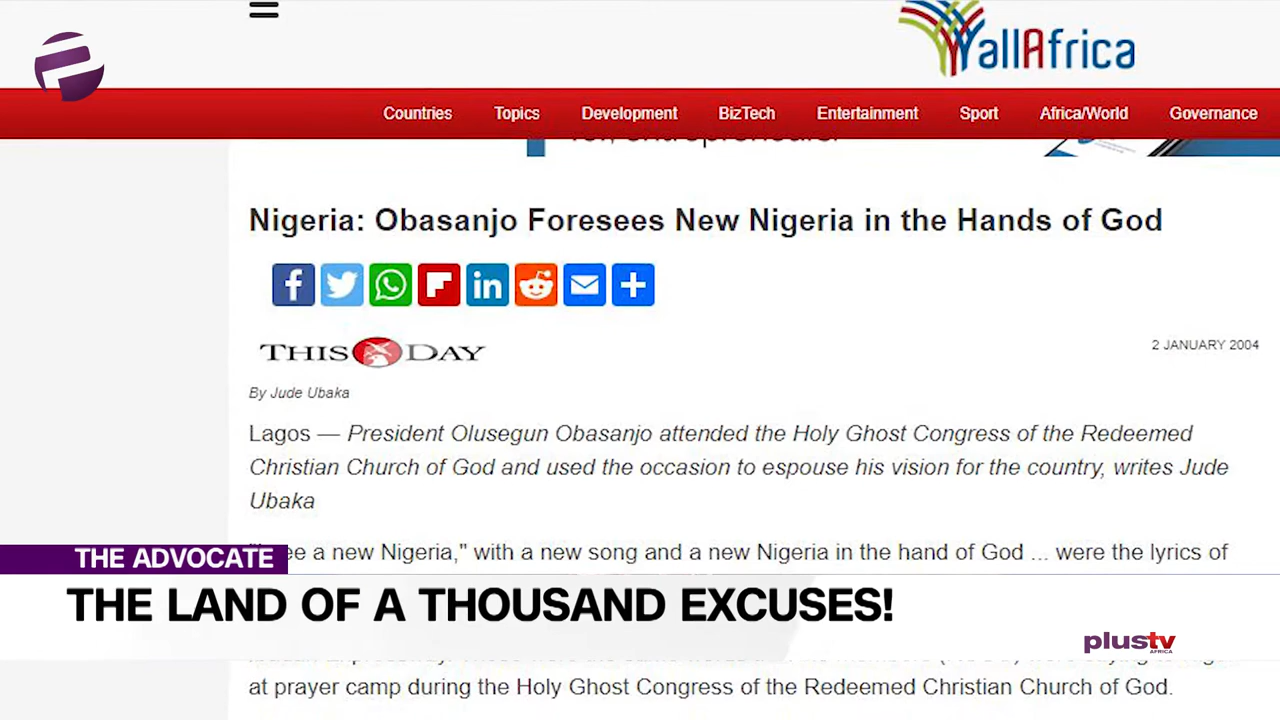 allAfrica
Countries Topics Development BizTech Entertainment Sport Africa/World Governance
Nigeria: Obasanjo Foresees New Nigeria in the Hands of God
THIS DAY
2 JANUARY 2004
By Jude Ubaka
Lagos — President Olusegun Obasanjo attended the Holy Ghost Congress of the Redeemed
Christian Church of God and used the occasion to espouse his vision for the country, writes Jude
Ubaka
a new Nigeria," with a new song and a new Nigeria in the hand of God ... were the lyrics of
THE ADVOCATE
THE LAND OF A THOUSAND EXCUSES!
plustv
AFRICA
at prayer camp during the Holy Ghost Congress of the Redeemed Christian Church of God.